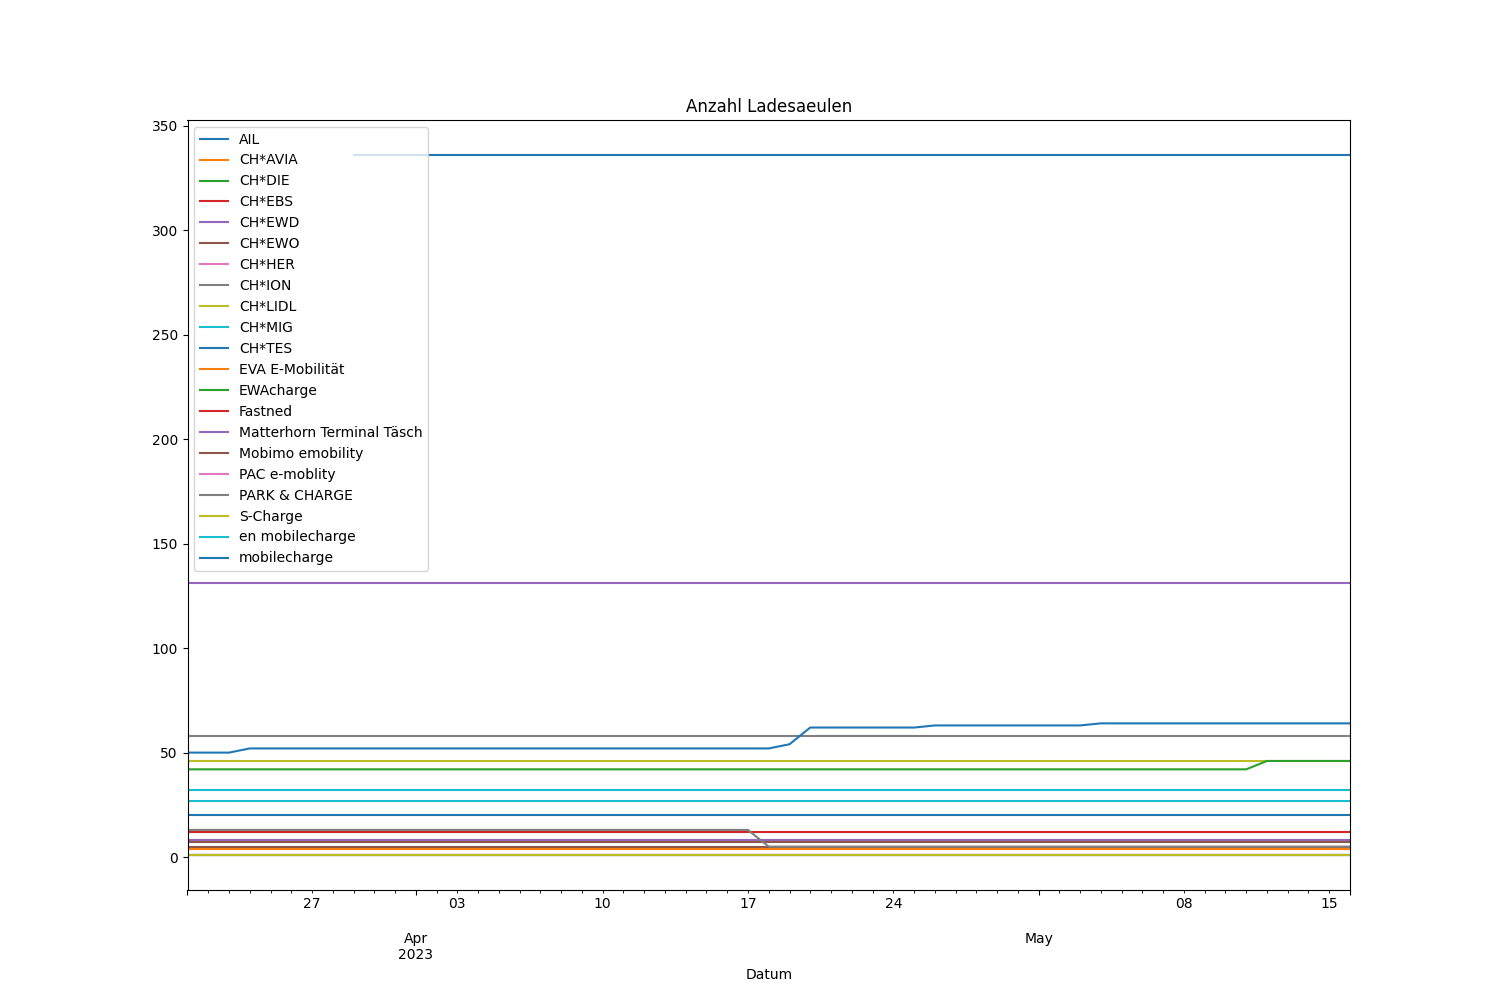 Anzahl Ladesaeulen
350
300
250
200
150
100
50
0
AIL
CH*AVIA
CH*DIE
CH*EBS
CH*EWD
CH*EWO
CH*HER
CH*ION
CH*LIDL
CH*MIG
CH*TES
EVA E-Mobilität
EWAcharge
Fastned
Matterhorn Terminal Täsch
Mobimo emobility
PAC e-moblity
PARK & CHARGE
S-Charge
en mobilecharge
mobilecharge
27 03 10 17 24 08 15
Apr May
2023
Datum